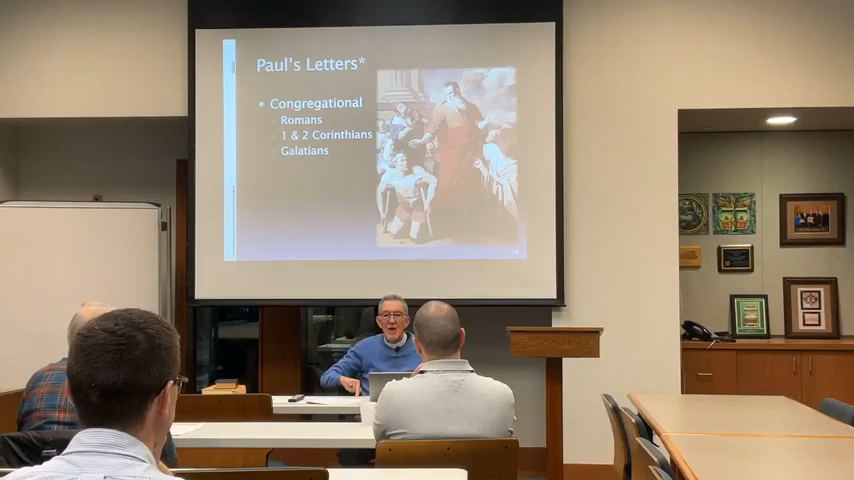 Paul's Letters*
Congregational
Romans
1 & 2 Corinthians
Galatians